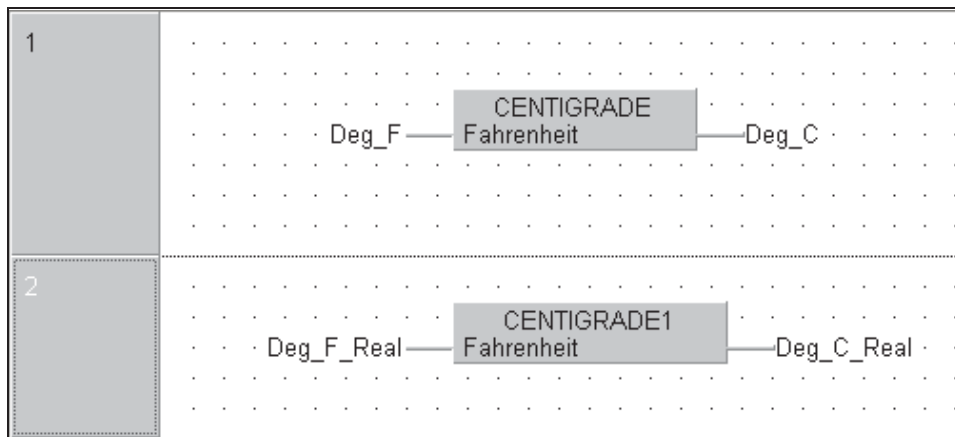 1
CENTIGRADE
Deg_F Fahrenheit Deg_C
2
CENTIGRADE1
Deg_F_Real Fahrenheit Deg_C_Real